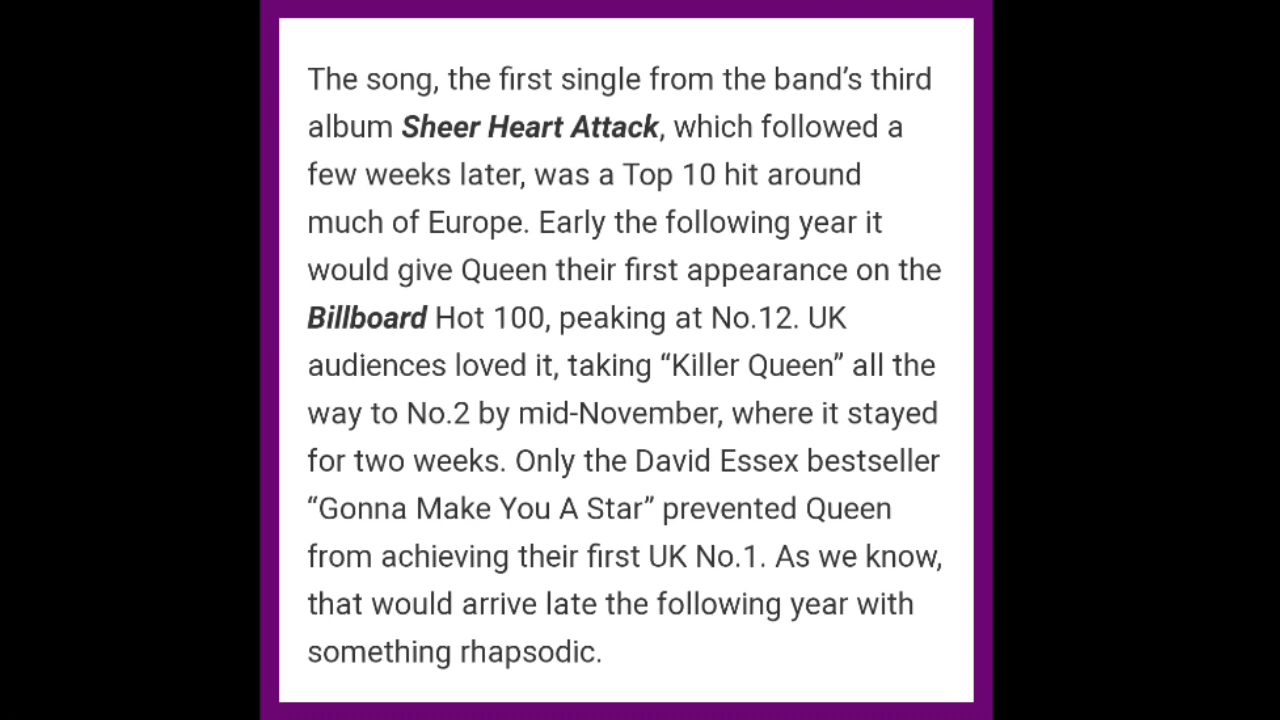 The song, the first single from the band’s third
album Sheer Heart Attack, which followed a
few weeks later, was a Top 10 hit around
much of Europe. Early the following year it
would give Queen their first appearance on the
Billboard Hot 100, peaking at No.12. UK
audiences loved it, taking “Killer Queen” all the
way to No.2 by mid-November, where it stayed
for two weeks. Only the David Essex bestseller
“Gonna Make You A Star” prevented Queen
from achieving their first UK No.1. As we know,
that would arrive late the following year with
something rhapsodic.